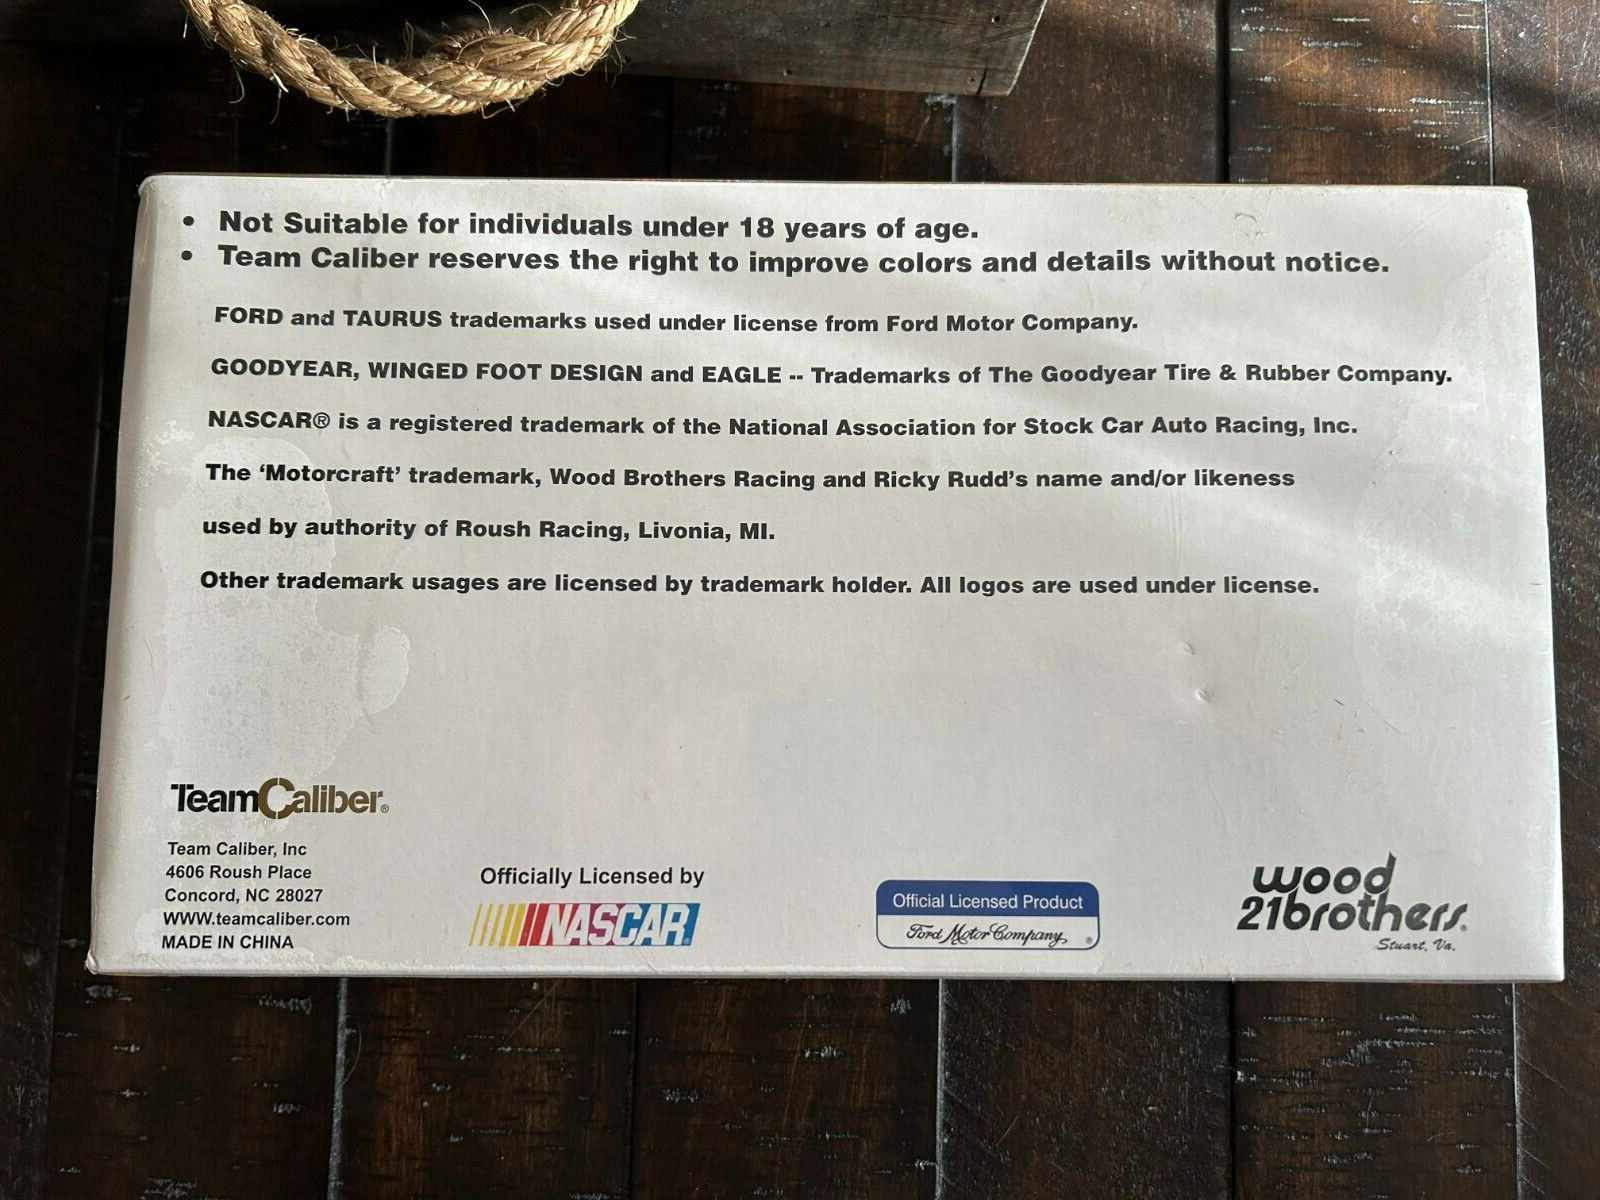 • Not Suitable for individuals under 18 years of age.
• Team Caliber reserves the right to improve colors and details without notice.
FORD and TAURUS trademarks used under license from Ford Motor Company.
GOODYEAR, WINGED FOOT DESIGN and EAGLE -- Trademarks of The Goodyear Tire & Rubber Company.
NASCAR® is a registered trademark of the National Association for Stock Car Auto Racing, Inc.
The ‘Motorcraft’ trademark, Wood Brothers Racing and Ricky Rudd’s name and/or likeness
used by authority of Roush Racing, Livonia, MI.
Other trademark usages are licensed by trademark holder. All logos are used under license.
TeamCaliber®
Team Caliber, Inc
4606 Roush Place
Concord, NC 28027
WWW.teamcaliber.com
MADE IN CHINA
Officially Licensed by
NASCAR®
Official Licensed Product
Ford Motor Company ®
wood
21brothers®
Stuart, Va.